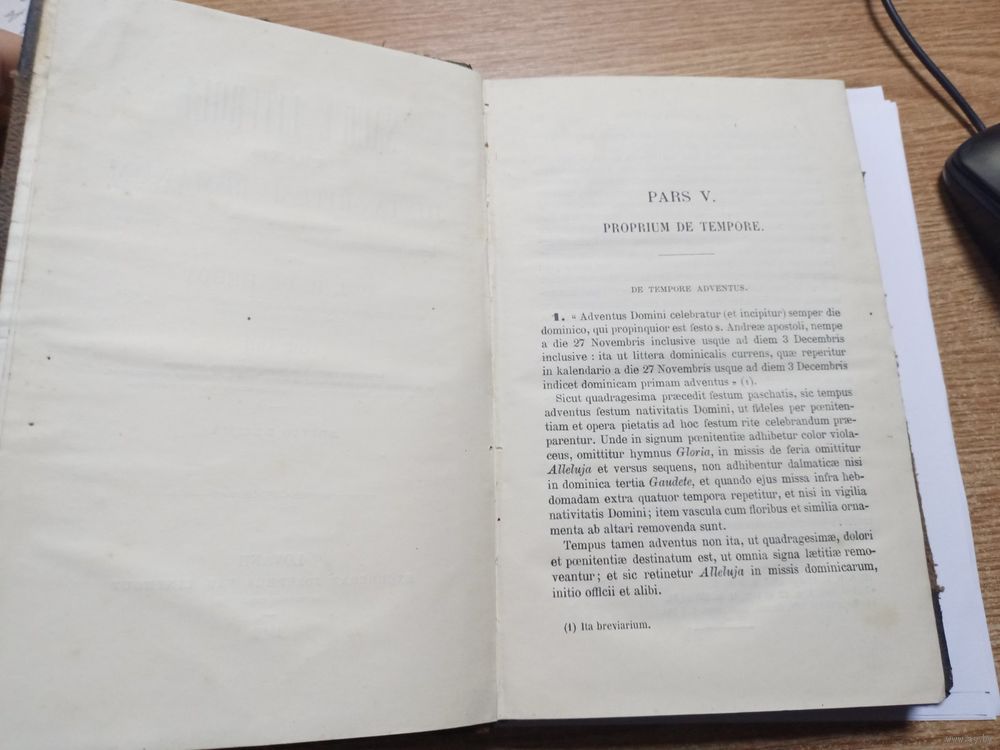 PARS V.
PROPRIUM DE TEMPORE.
DE TEMPORE ADVENTUS.
1. « Adventus Domini celebratur (et incipitur) semper die
dominico, qui propinquior est festo s. Andreæ apostoli, nempe
a die 27 Novembris inclusive usque ad diem 3 Decembris
inclusive : ita ut littera dominicalis currens, quæ reperitur
in kalendario a die 27 Novembris usque ad diem 3 Decembris
indicet dominicam primam adventus » (1).
Sicut quadragesima præcedit festum paschatis, sic tempus
adventus festum nativitatis Domini, ut fideles per pœniten-
tiam et opera pietatis ad hoc festum rite celebrandum præ-
parentur. Unde in signum pœnitentiæ adhibetur color viola-
ceus, omittitur hymnus Gloria, in missis de feria omittitur
Alleluja et versus sequens, non adhibentur dalmaticæ nisi
in dominica tertia Gaudete, et quando ejus missa infra heb-
domadam extra quatuor tempora repetitur, et nisi in vigilia
nativitatis Domini; item vascula cum floribus et similia orna-
menta ab altari removenda sunt.
Tempus tamen adventus non ita, ut quadragesimæ, dolori
et pœnitentiæ destinatum est, ut omnia signa lætitiæ remo-
veantur ; et sic retinetur Alleluja in missis dominicarum,
initio officii et alibi.
(1) Ita breviarium.